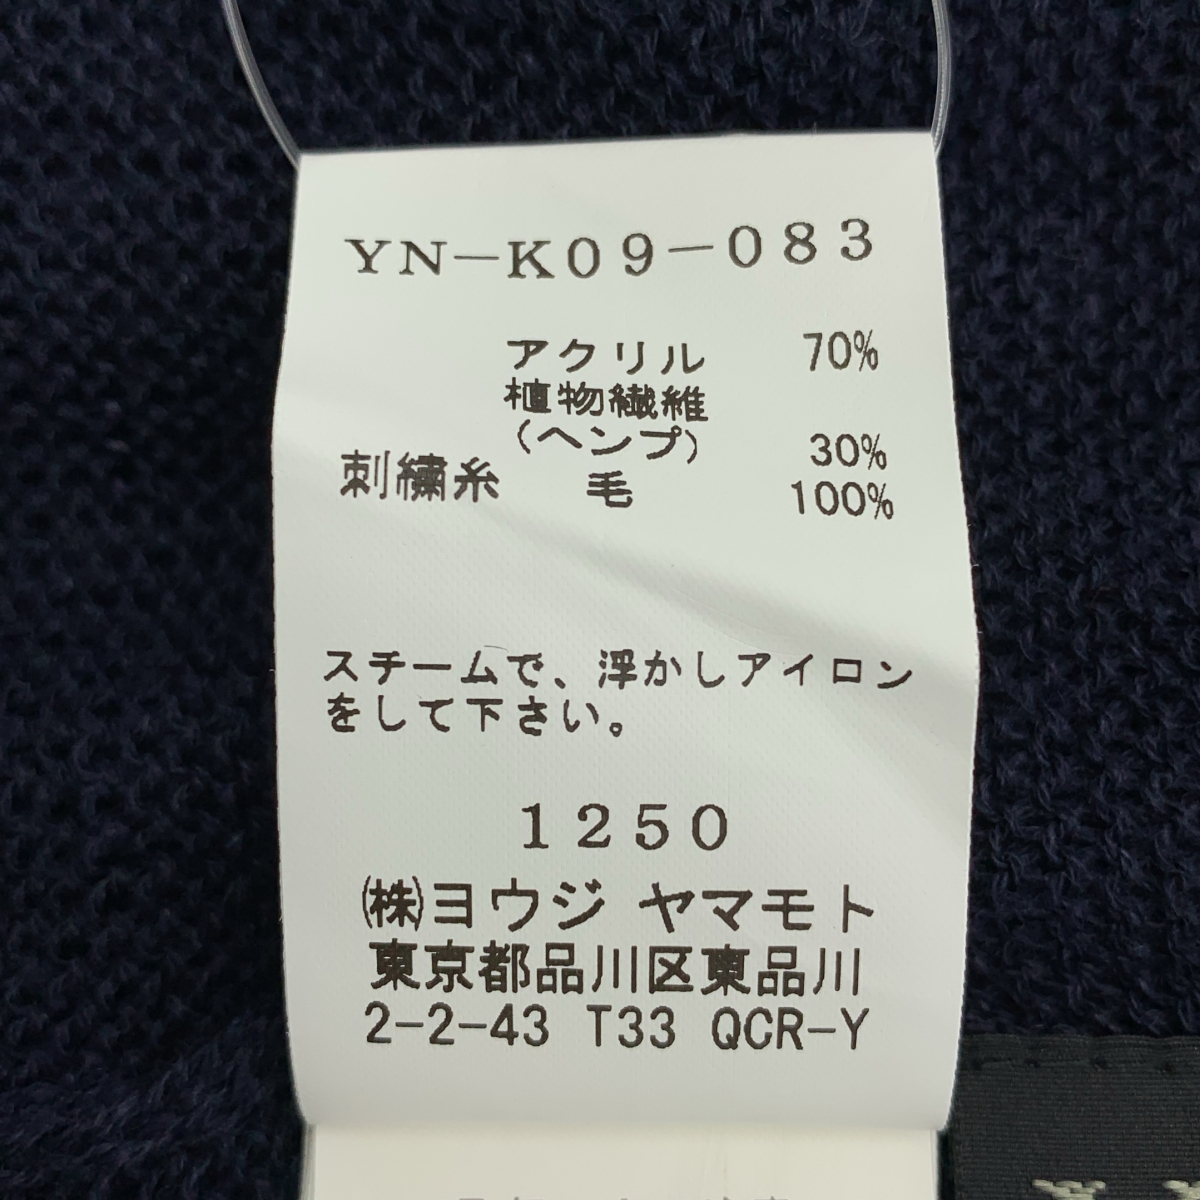 YN-K09-083
アクリル 70%
植物繊維
(ヘンプ) 30%
刺繍糸 毛 100%
スチームで、浮かしアイロン
をして下さい。
1250
㈱ヨウジ ヤマモト
東京都品川区東品川
2-2-43 T33 QCR-Y